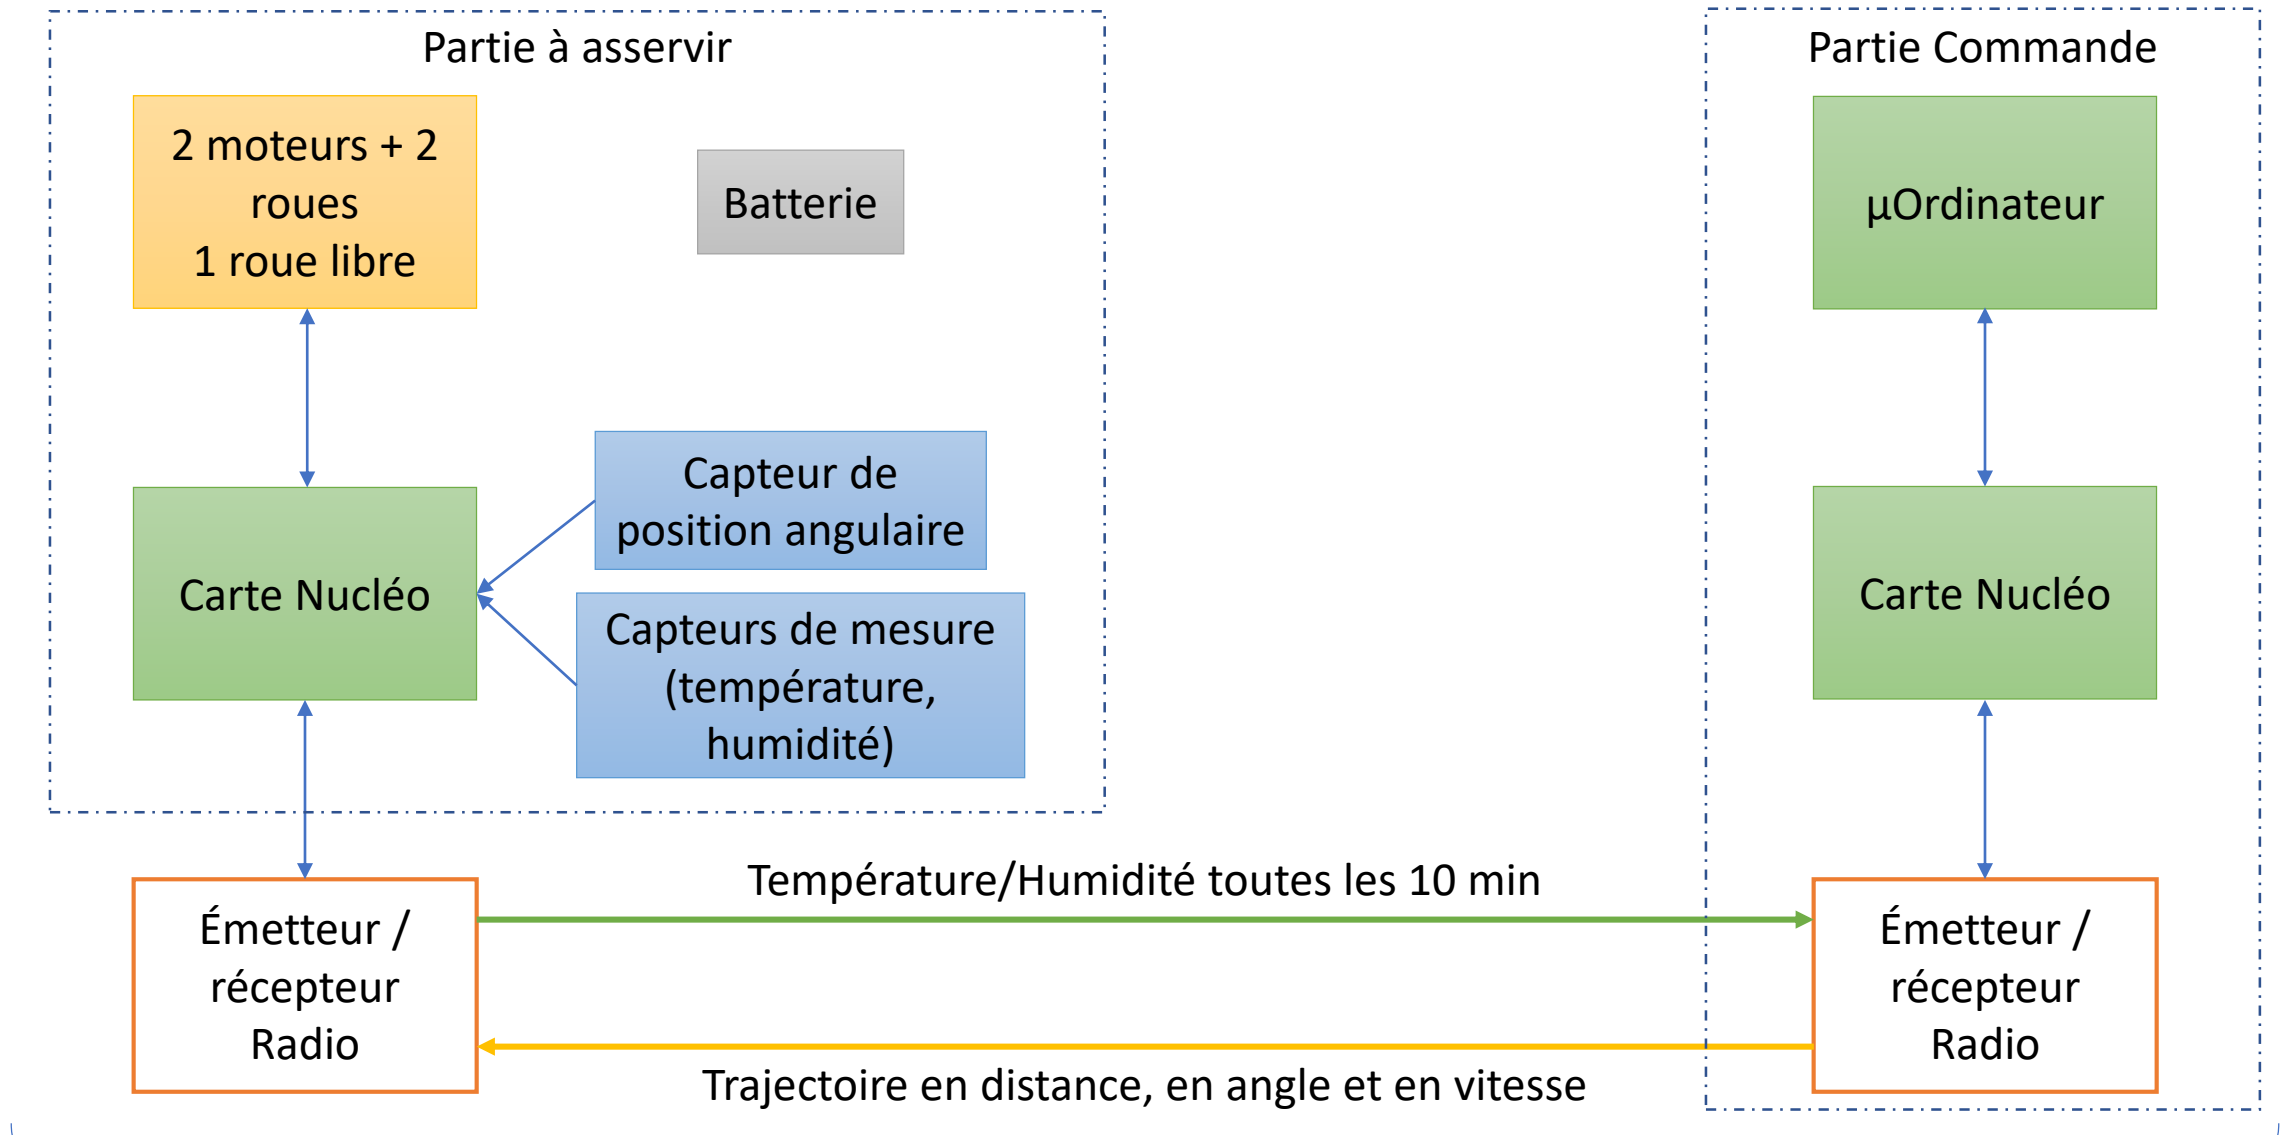 Partie à asservir
2 moteurs + 2
roues
1 roue libre
Batterie
Capteur de
position angulaire
Carte Nucléo
Capteurs de mesure
(température,
humidité)
Émetteur /
récepteur
Radio
Température/Humidité toutes les 10 min
Trajectoire en distance, en angle et en vitesse
Partie Commande
µOrdinateur
Carte Nucléo
Émetteur /
récepteur
Radio